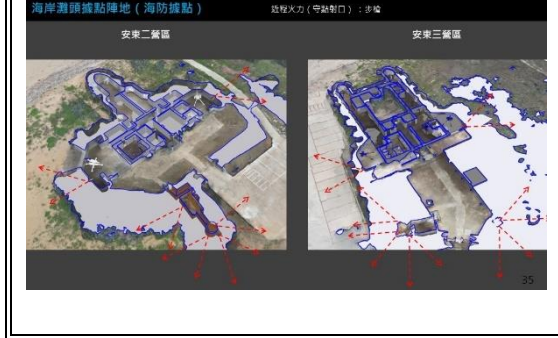 海岸灘頭據點陣地（海防據點）
近程火力（守點射口）：步槍
安東二營區
安東三營區
35